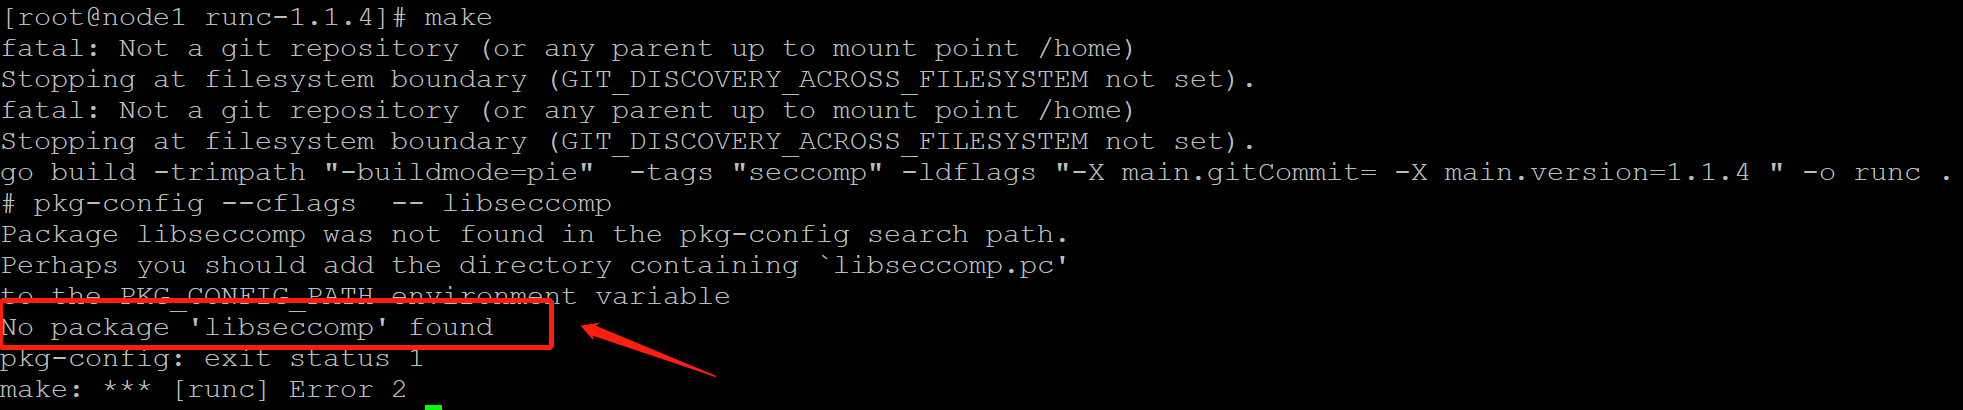 [root@node1 runc-1.1.4]# make
fatal: Not a git repository (or any parent up to mount point /home)
Stopping at filesystem boundary (GIT_DISCOVERY_ACROSS_FILESYSTEM not set).
fatal: Not a git repository (or any parent up to mount point /home)
Stopping at filesystem boundary (GIT_DISCOVERY_ACROSS_FILESYSTEM not set).
go build -trimpath "-buildmode=pie"  -tags "seccomp" -ldflags "-X main.gitCommit= -X main.version=1.1.4 " -o runc .
# pkg-config --cflags  -- libseccomp
Package libseccomp was not found in the pkg-config search path.
Perhaps you should add the directory containing `libseccomp.pc'
to the PKG_CONFIG_PATH environment variable
No package 'libseccomp' found
pkg-config: exit status 1
make: *** [runc] Error 2